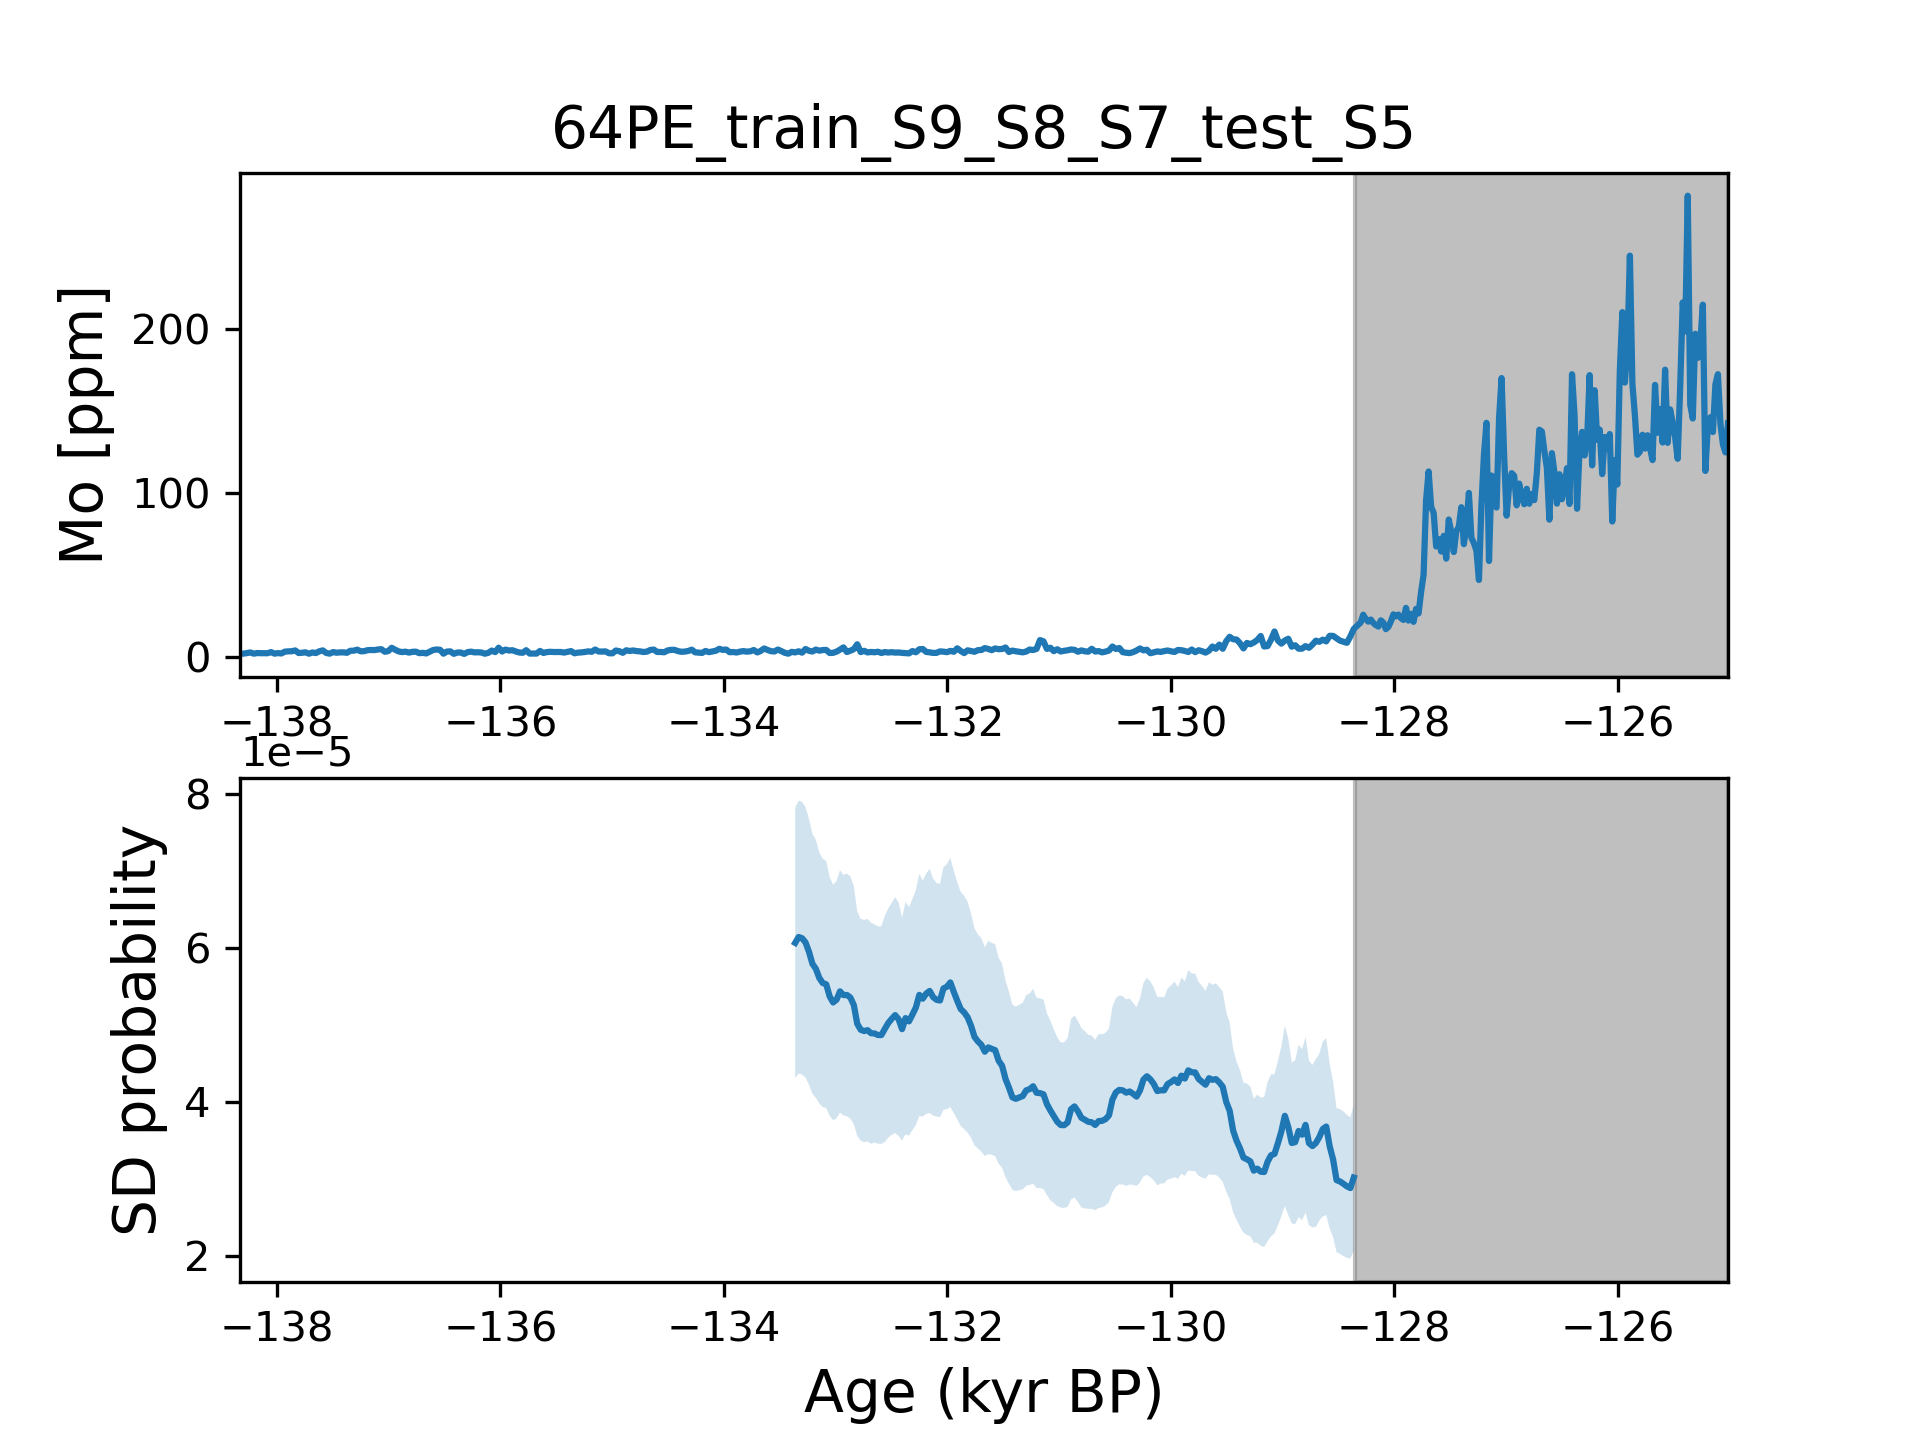 64PE_train_S9_S8_S7_test_S5
Mo [ppm]
200
100
0
−138 −136 −134 −132 −130 −128 −126
1e−5
SD probability
8
6
4
2
−138 −136 −134 −132 −130 −128 −126
Age (kyr BP)